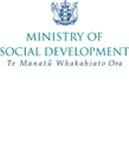 MINISTRY OF
SOCIAL DEVELOPMENT
Te Manatū Whakahiato Ora